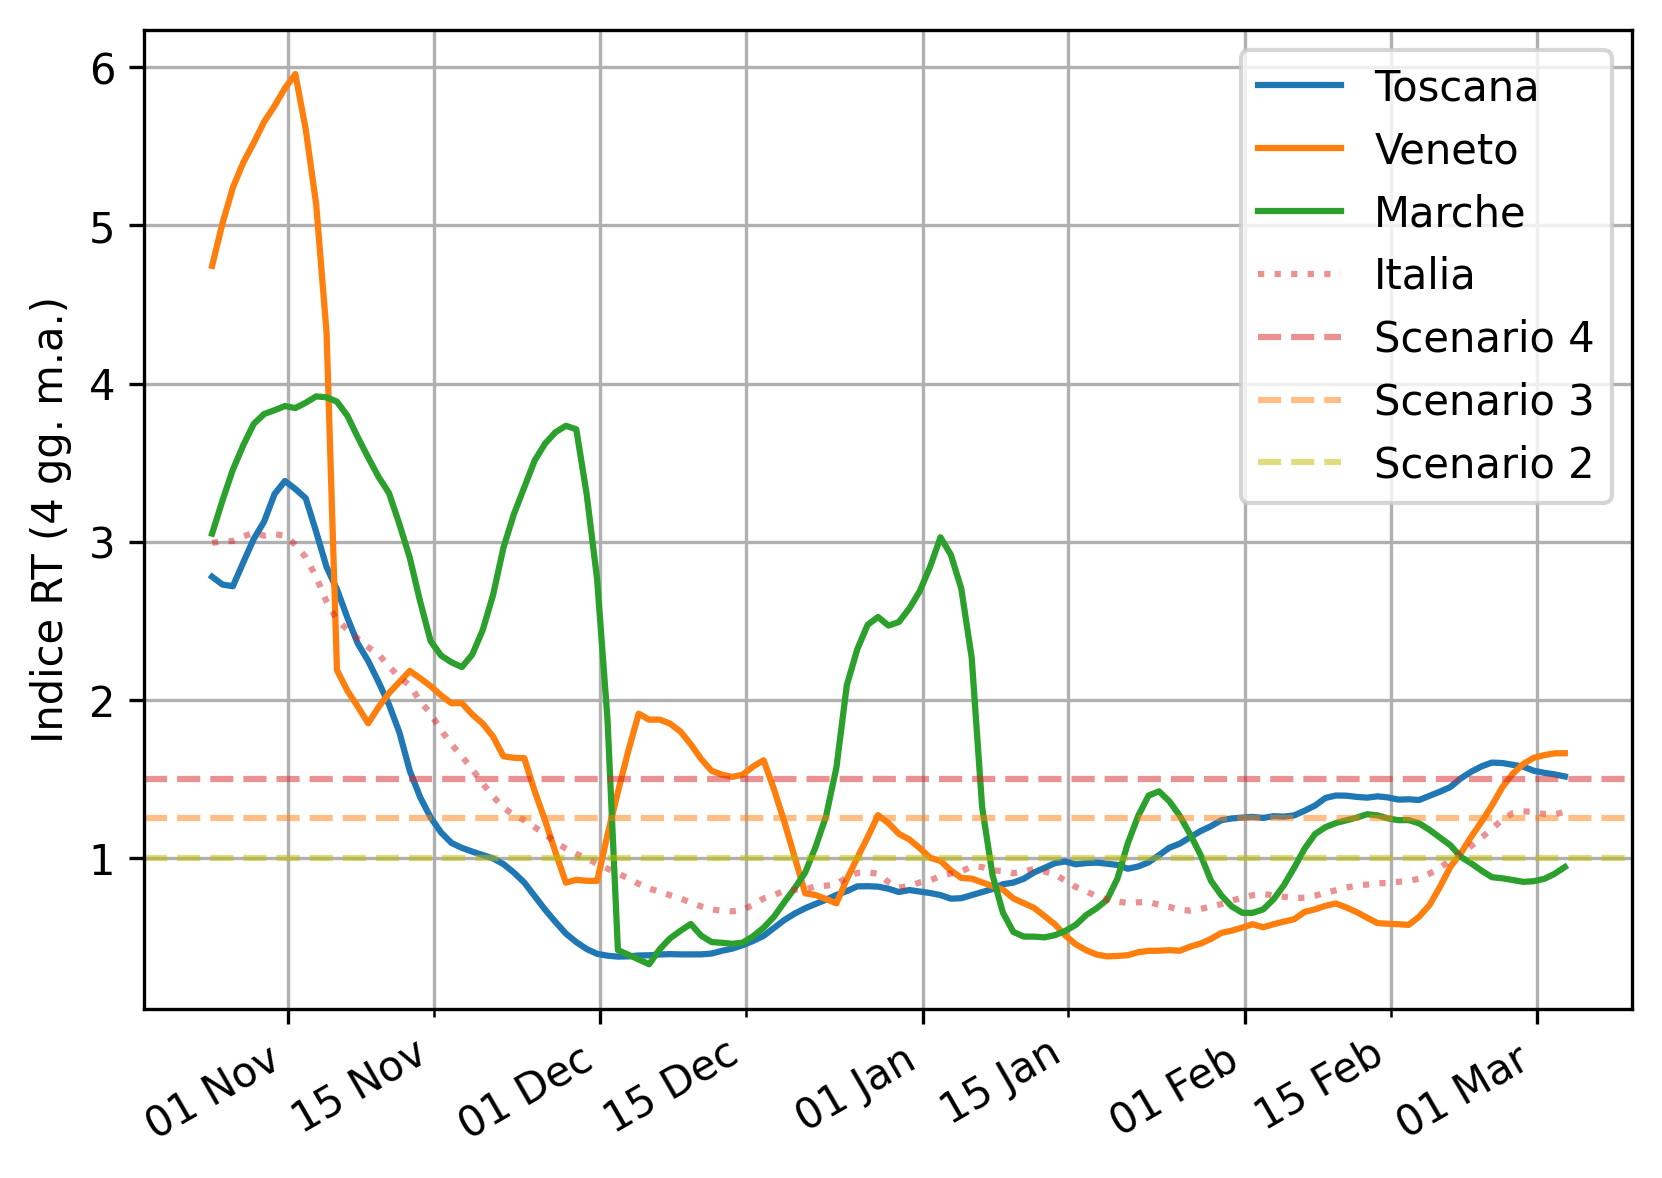 6
5
4
3
2
1
Indice RT (4 gg. m.a.)
Toscana
Veneto
Marche
Italia
Scenario 4
Scenario 3
Scenario 2
01 Nov
15 Nov
01 Dec
15 Dec
01 Jan
15 Jan
01 Feb
15 Feb
01 Mar